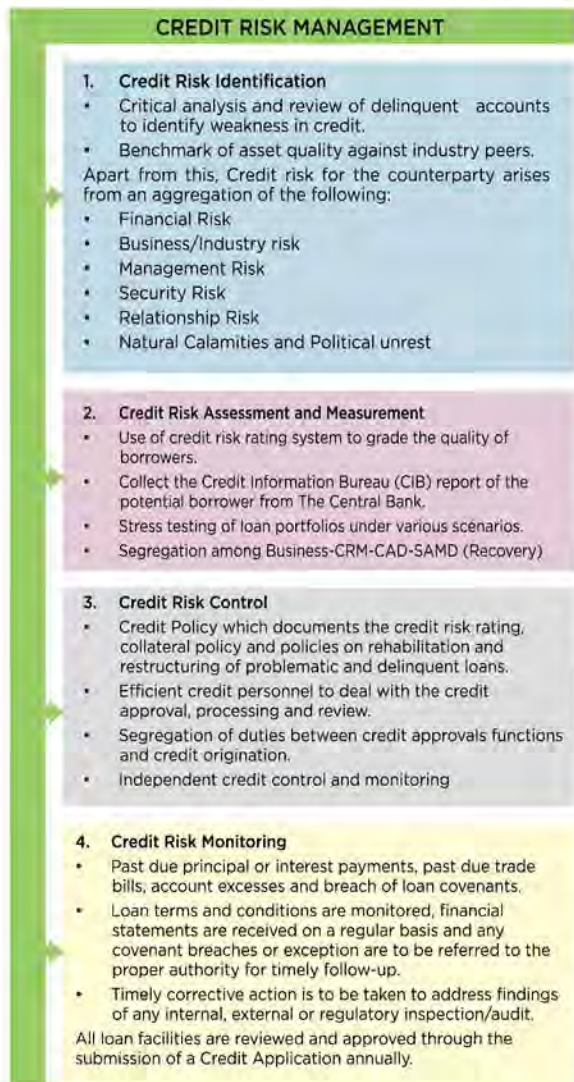 CREDIT RISK MANAGEMENT
1. Credit Risk Identification
• Critical analysis and review of delinquent accounts
to identify weakness in credit.
• Benchmark of asset quality against industry peers.
Apart from this, Credit risk for the counterparty arises
from an aggregation of the following:
• Financial Risk
• Business/Industry risk
• Management Risk
• Security Risk
• Relationship Risk
• Natural Calamities and Political unrest
2. Credit Risk Assessment and Measurement
• Use of credit risk rating system to grade the quality of
borrowers.
• Collect the Credit Information Bureau (CIB) report of the
potential borrower from The Central Bank.
• Stress testing of loan portfolios under various scenarios.
• Segregation among Business-CRM-CAD-SAMD (Recovery)
3. Credit Risk Control
• Credit Policy which documents the credit risk rating,
collateral policy and policies on rehabilitation and
restructuring of problematic and delinquent loans.
• Efficient credit personnel to deal with the credit
approval, processing and review.
• Segregation of duties between credit approvals functions
and credit origination.
• Independent credit control and monitoring
4. Credit Risk Monitoring
• Past due principal or interest payments, past due trade
bills, account excesses and breach of loan covenants.
• Loan terms and conditions are monitored, financial
statements are received on a regular basis and any
covenant breaches or exception are to be referred to the
proper authority for timely follow-up.
• Timely corrective action is to be taken to address findings
of any internal, external or regulatory inspection/audit.
All loan facilities are reviewed and approved through the
submission of a Credit Application annually.